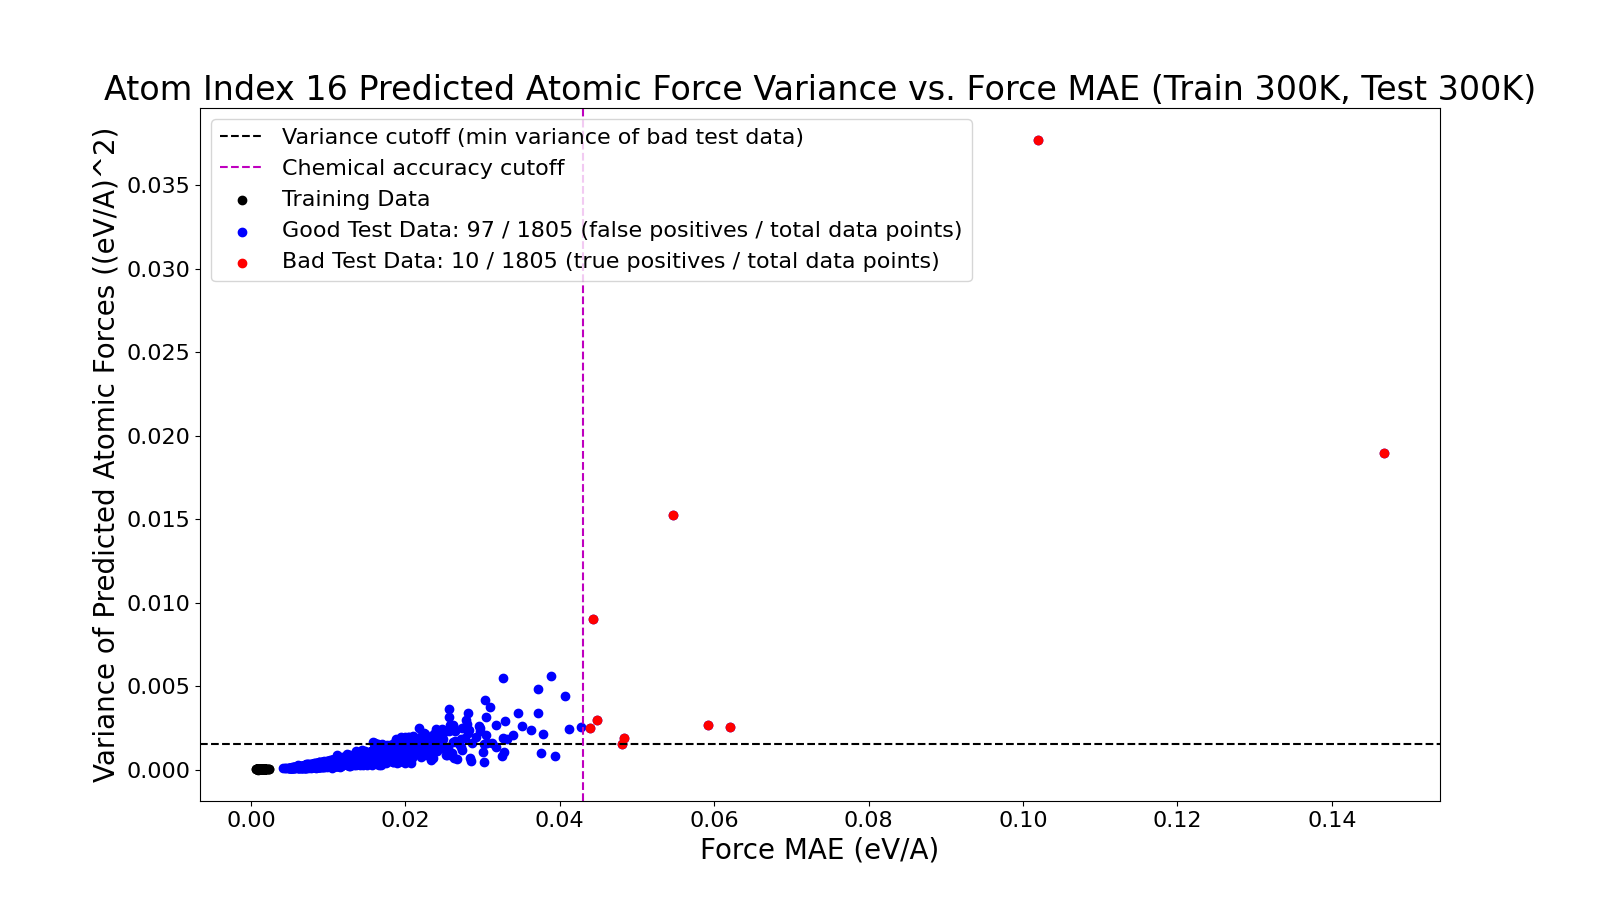 Atom Index 16 Predicted Atomic Force Variance vs. Force MAE (Train 300K, Test 300K)
Variance cutoff (min variance of bad test data)
Chemical accuracy cutoff
Training Data
Good Test Data: 97 / 1805 (false positives / total data points)
Bad Test Data: 10 / 1805 (true positives / total data points)
Variance of Predicted Atomic Forces ((eV/A)^2)
0.035
0.030
0.025
0.020
0.015
0.010
0.005
0.000
0.00
0.02
0.04
0.06
0.08
0.10
0.12
0.14
Force MAE (eV/A)